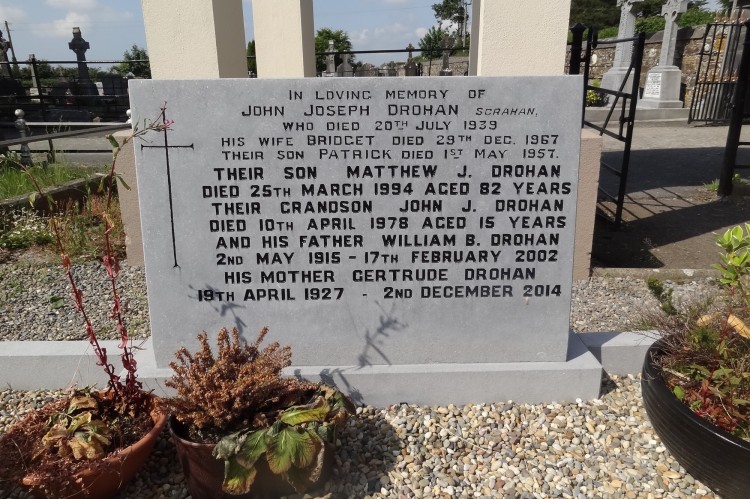 IN LOVING MEMORY OF
JOHN JOSEPH DROHAN SCRAHAN,
WHO DIED 20TH JULY 1939
HIS WIFE BRIDGET DIED 29TH DEC. 1967
THEIR SON PATRICK DIED 1ST MAY 1957.
THEIR SON MATTHEW J. DROHAN
DIED 25TH MARCH 1994 AGED 82 YEARS
THEIR GRANDSON JOHN J. DROHAN
DIED 10TH APRIL 1978 AGED 15 YEARS
AND HIS FATHER WILLIAM B. DROHAN
2ND MAY 1915 - 17TH FEBRUARY 2002
HIS MOTHER GERTRUDE DROHAN
19TH APRIL 1927 - 2ND DECEMBER 2014